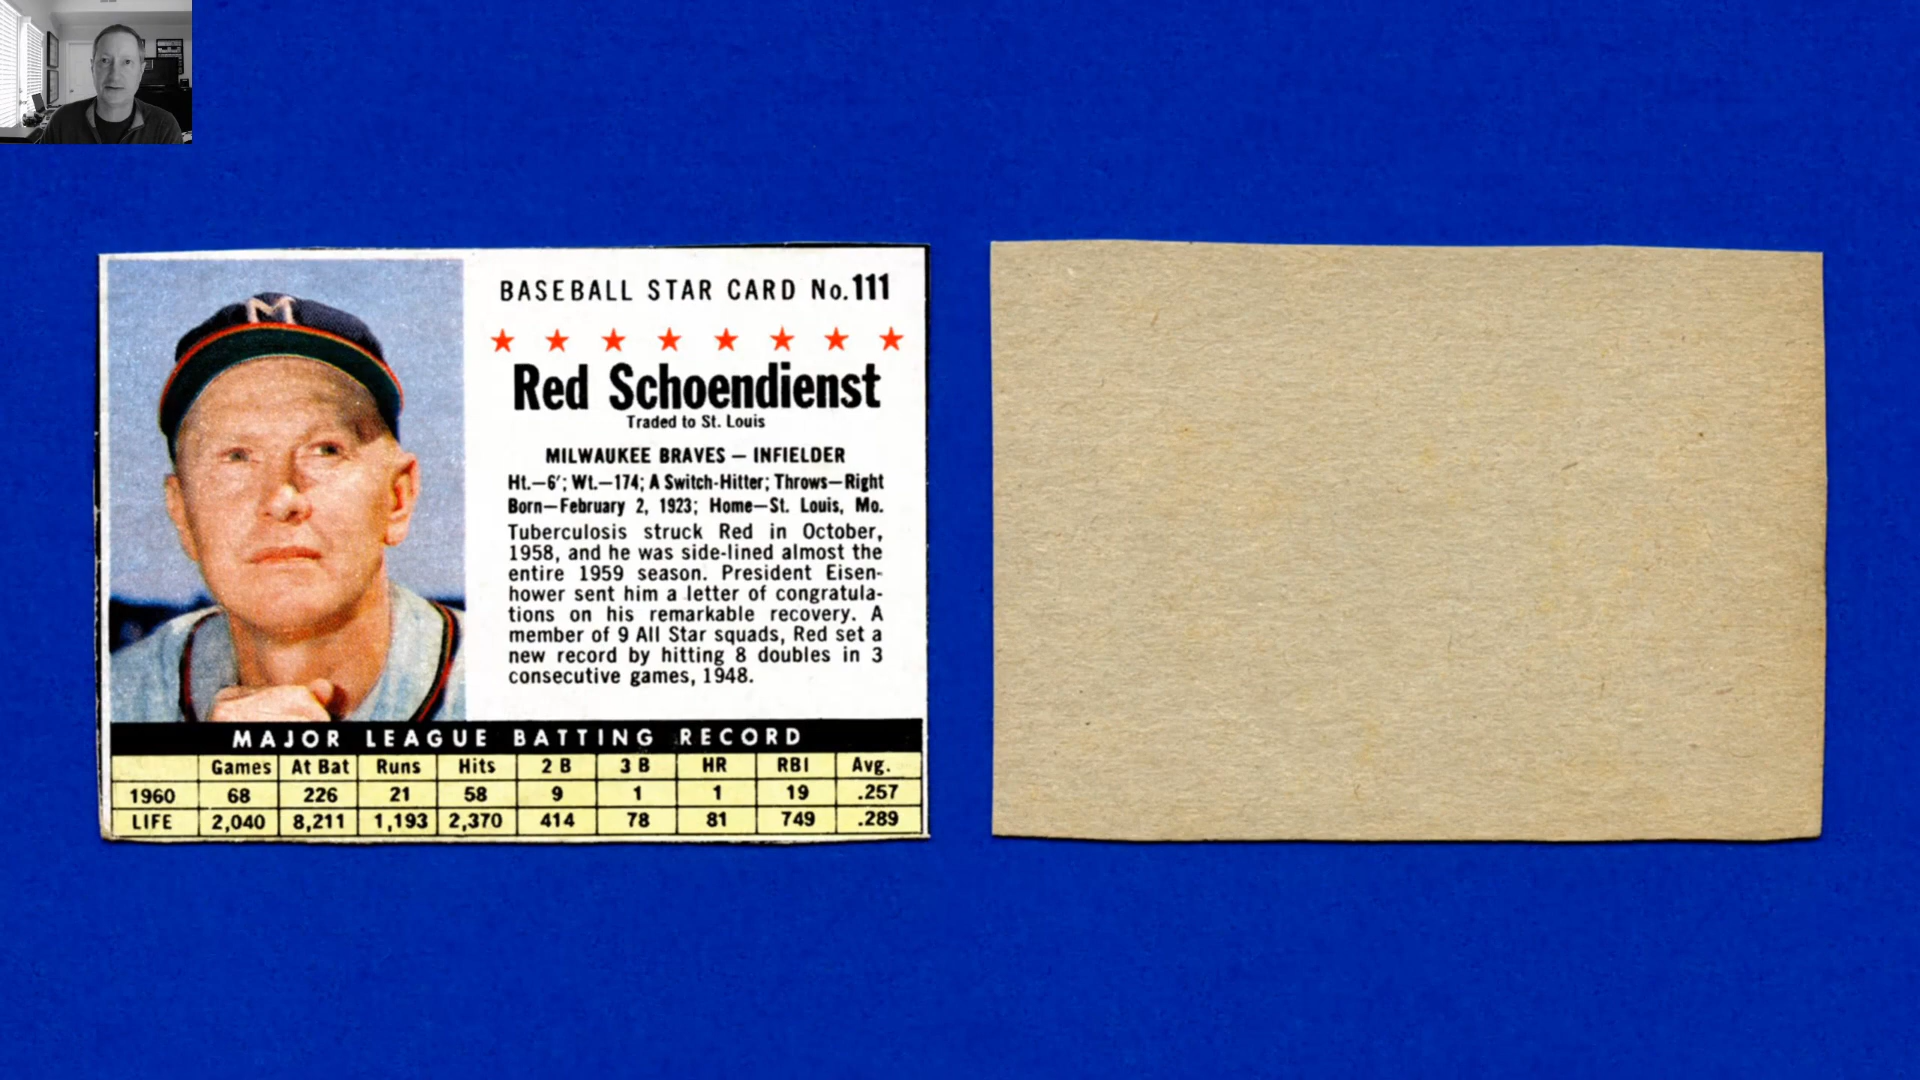 M
BASEBALL STAR CARD No.111
Red Schoendienst
Traded to St. Louis
MILWAUKEE BRAVES — INFIELDER
Ht.—6'; Wt.—174; A Switch-Hitter; Throws—Right
Born—February 2, 1923; Home—St. Louis, Mo.
Tuberculosis struck Red in October,
1958, and he was side-lined almost the
entire 1959 season. President Eisen-
hower sent him a letter of congratula-
tions on his remarkable recovery. A
member of 9 All Star squads, Red set a
new record by hitting 8 doubles in 3
consecutive games, 1948.
MAJOR LEAGUE BATTING RECORD
Games At Bat Runs Hits 2 B 3 B HR RBI Avg.
1960 68 226 21 58 9 1 1 19 .257
LIFE 2,040 8,211 1,193 2,370 414 78 81 749 .289